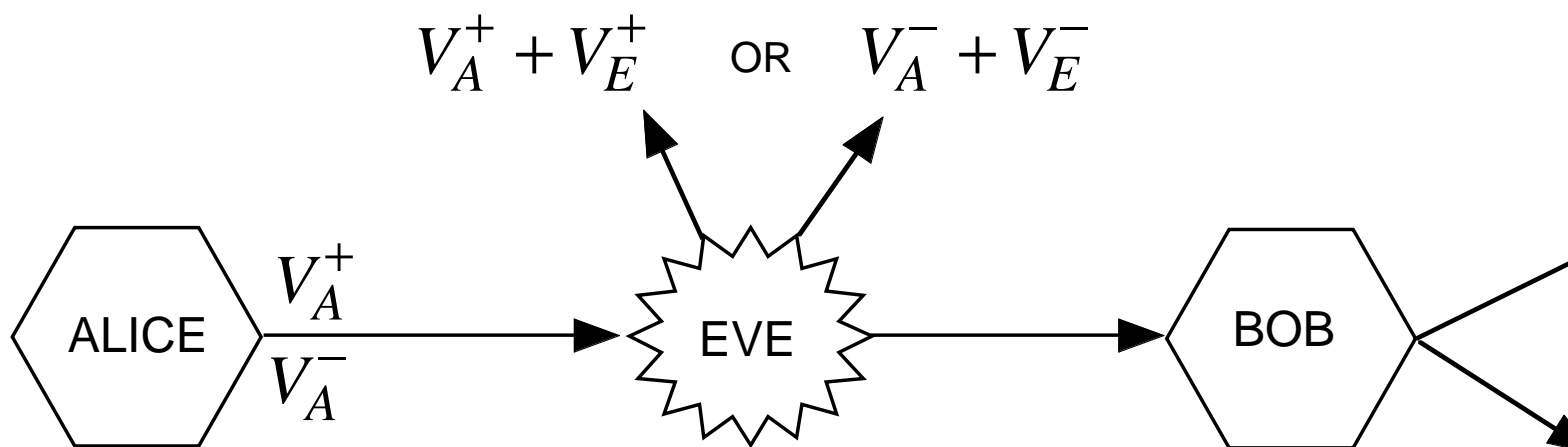 V_A^+ + V_E^+ OR V_A^- + V_E^-
V_A^+
ALICE EVE BOB
V_A^-